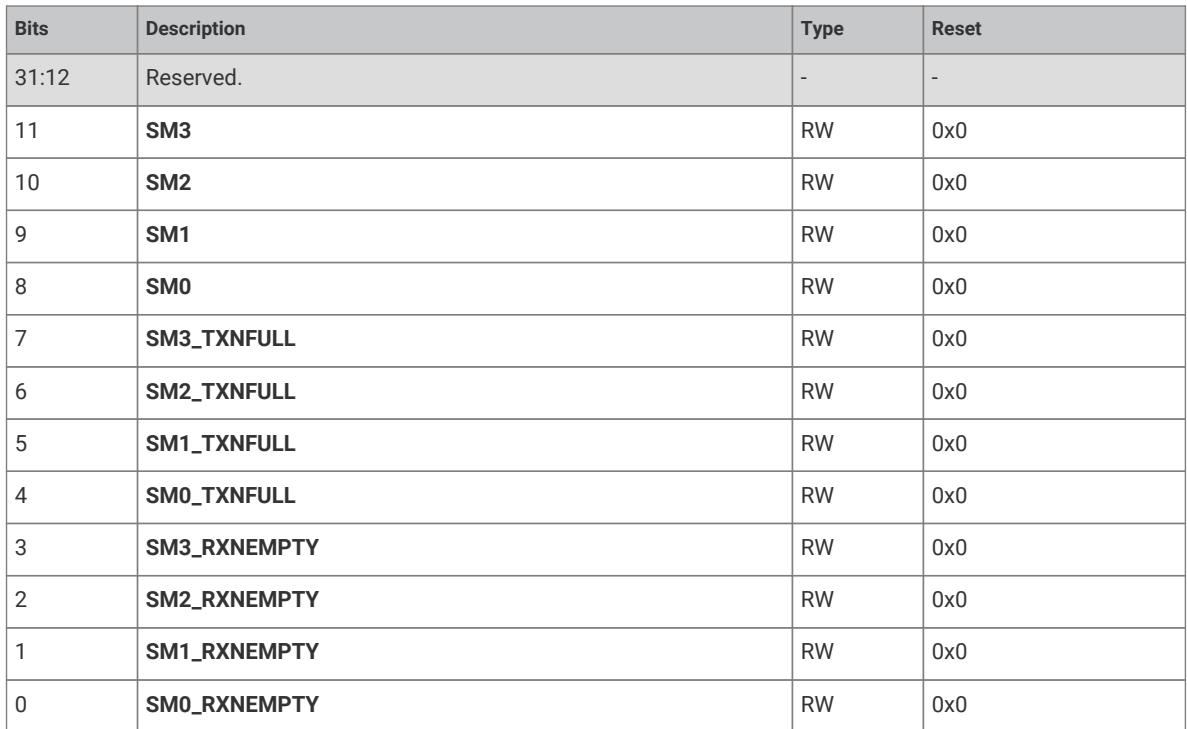 Bits Description Type Reset
31:12 Reserved. - -
11 SM3 RW 0x0
10 SM2 RW 0x0
9 SM1 RW 0x0
8 SM0 RW 0x0
7 SM3_TXNFULL RW 0x0
6 SM2_TXNFULL RW 0x0
5 SM1_TXNFULL RW 0x0
4 SM0_TXNFULL RW 0x0
3 SM3_RXNEMPTY RW 0x0
2 SM2_RXNEMPTY RW 0x0
1 SM1_RXNEMPTY RW 0x0
0 SM0_RXNEMPTY RW 0x0